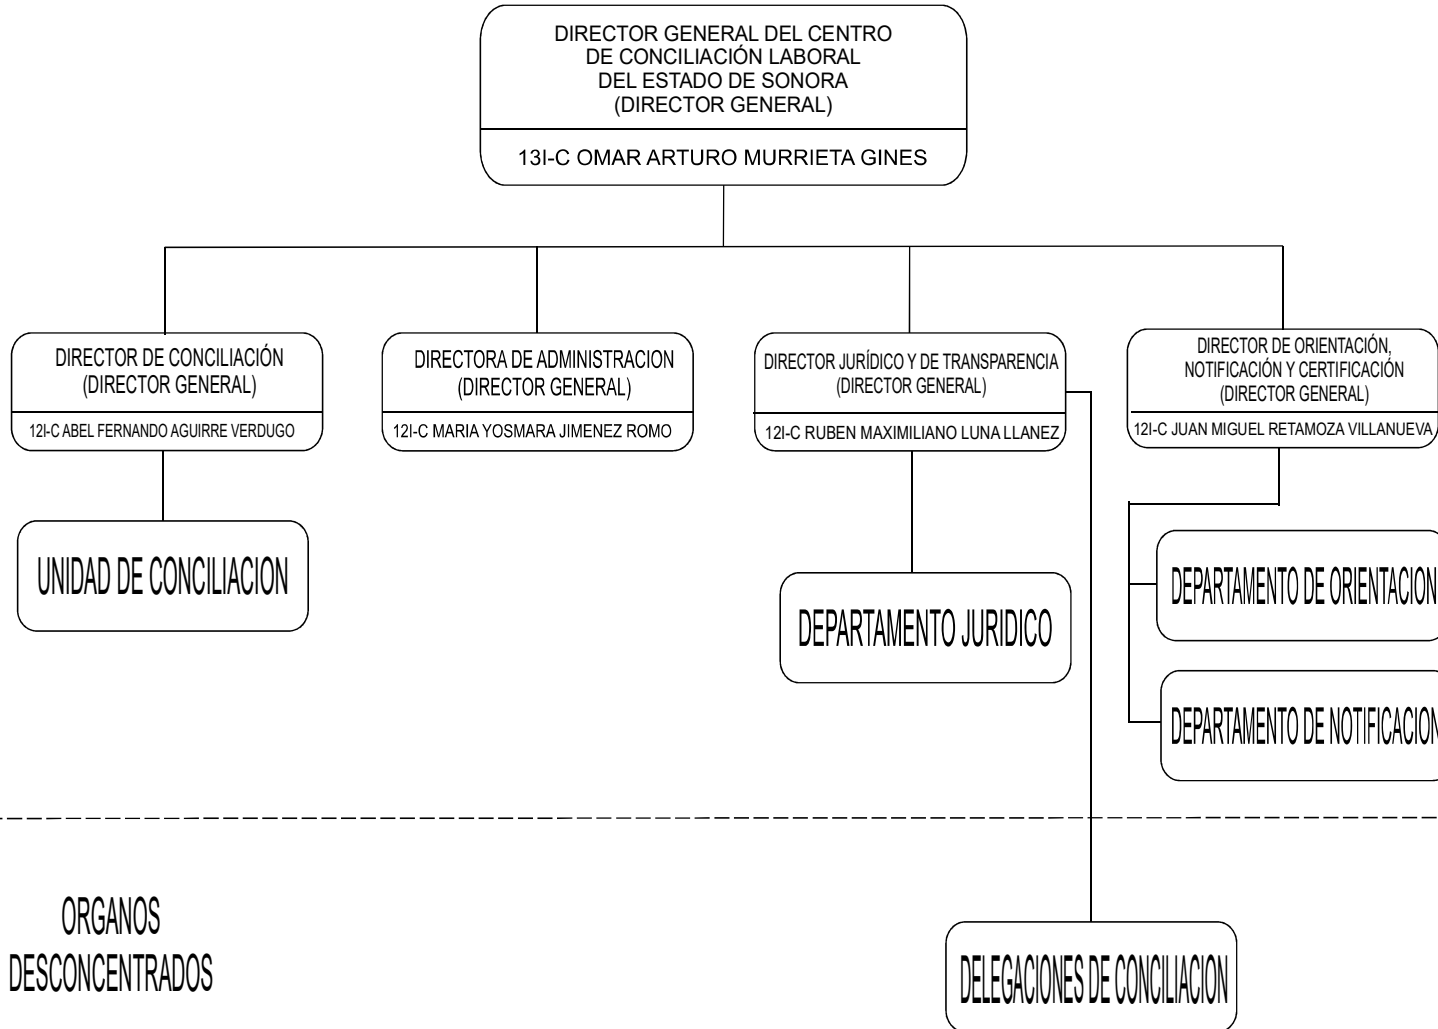 DIRECTOR GENERAL DEL CENTRO
DE CONCILIACIÓN LABORAL
DEL ESTADO DE SONORA
(DIRECTOR GENERAL)
13I-C OMAR ARTURO MURRIETA GINES
DIRECTOR DE CONCILIACIÓN
(DIRECTOR GENERAL)
12I-C ABEL FERNANDO AGUIRRE VERDUGO
DIRECTORA DE ADMINISTRACION
(DIRECTOR GENERAL)
12I-C MARIA YOSMARA JIMENEZ ROMO
DIRECTOR JURÍDICO Y DE TRANSPARENCIA
(DIRECTOR GENERAL)
12I-C RUBEN MAXIMILIANO LUNA LLANEZ
DIRECTOR DE ORIENTACIÓN,
NOTIFICACIÓN Y CERTIFICACIÓN
(DIRECTOR GENERAL)
12I-C JUAN MIGUEL RETAMOZA VILLANUEVA
UNIDAD DE CONCILIACION
DEPARTAMENTO JURIDICO
DEPARTAMENTO DE ORIENTACION
DEPARTAMENTO DE NOTIFICACION
ORGANOS
DESCONCENTRADOS
DELEGACIONES DE CONCILIACION